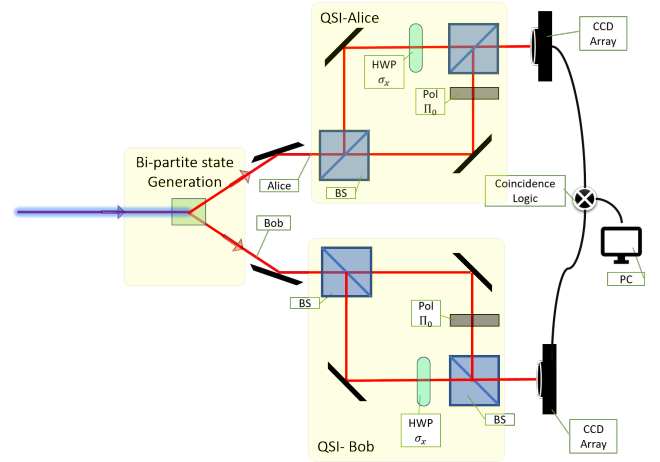 QSI-Alice
CCD
Array
HWP
σₓ
Pol
Π₀
Bi-partite state
Generation
Alice
BS
Coincidence
Logic
Bob
BS
PC
Pol
Π₀
HWP
σₓ
BS
QSI- Bob
CCD
Array